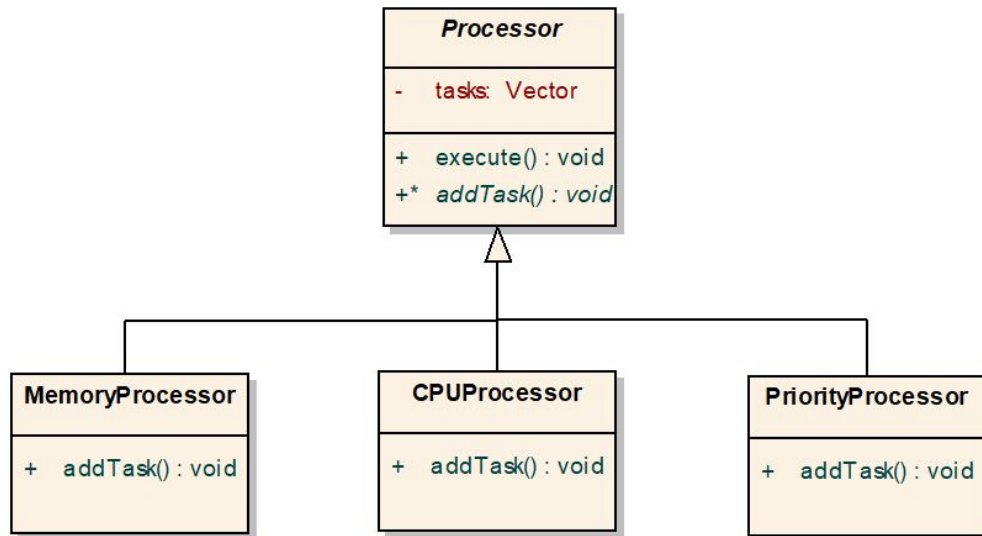 Processor
- tasks: Vector
+ execute() : void
+* addTask() : void
MemoryProcessor
+ addTask() : void
CPUProcessor
+ addTask() : void
PriorityProcessor
+ addTask() : void